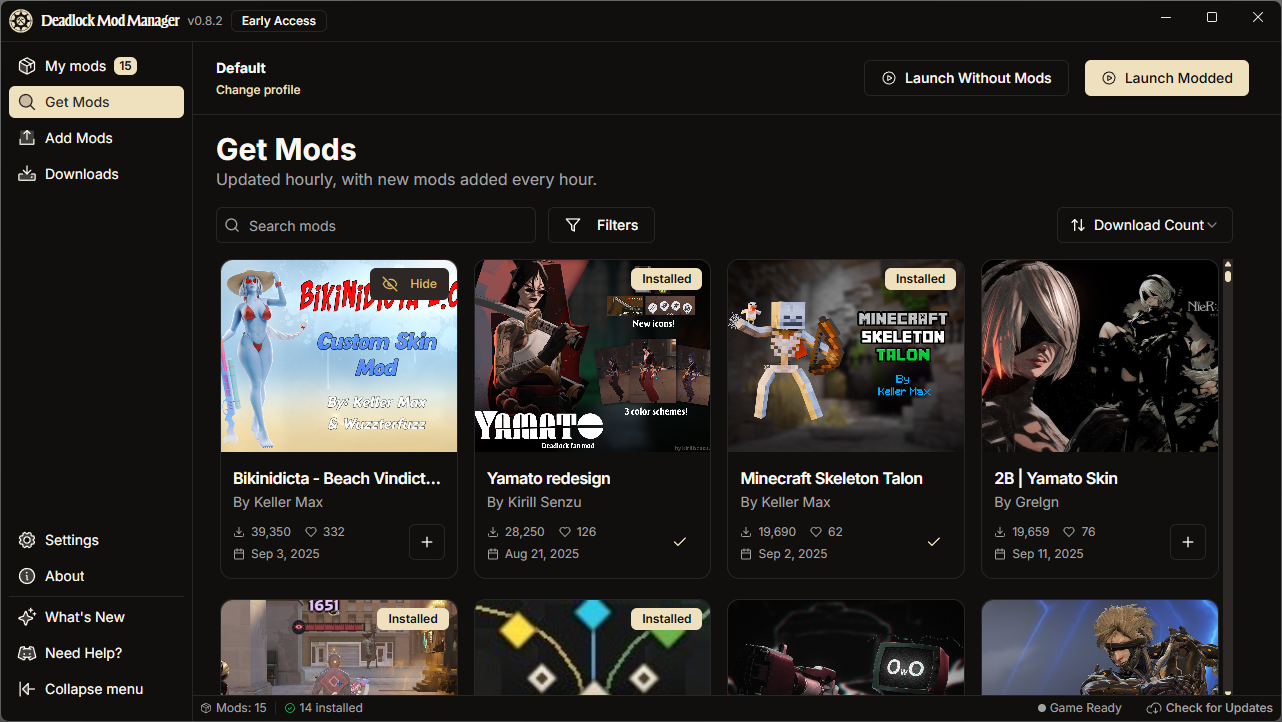 Deadlock Mod Manager v0.8.2 Early Access
My mods 15
Get Mods
Add Mods
Downloads
Default
Change profile
Launch Without Mods
Launch Modded
Get Mods
Updated hourly, with new mods added every hour.
Search mods
Filters
Download Count
Hide
Custom Skin
Mod
By: Keller Max
& Wuzzterfuzz
Bikinidicta - Beach Vindict...
By Keller Max
39,350 332
Sep 3, 2025
Installed
New icons!
3 color schemes!
YAMATO
Deadlock fan mod
Yamato redesign
By Kirill Senzu
28,250 126
Aug 21, 2025
Installed
MINECRAFT
SKELETON
TALON
By
Keller Max
Minecraft Skeleton Talon
By Keller Max
19,690 62
Sep 2, 2025
NieR:
2B | Yamato Skin
By Grelgn
19,659 76
Sep 11, 2025
1651
Installed
Installed
OwO
Settings
About
What's New
Need Help?
Collapse menu
Mods: 15
14 installed
Game Ready
Check for Updates